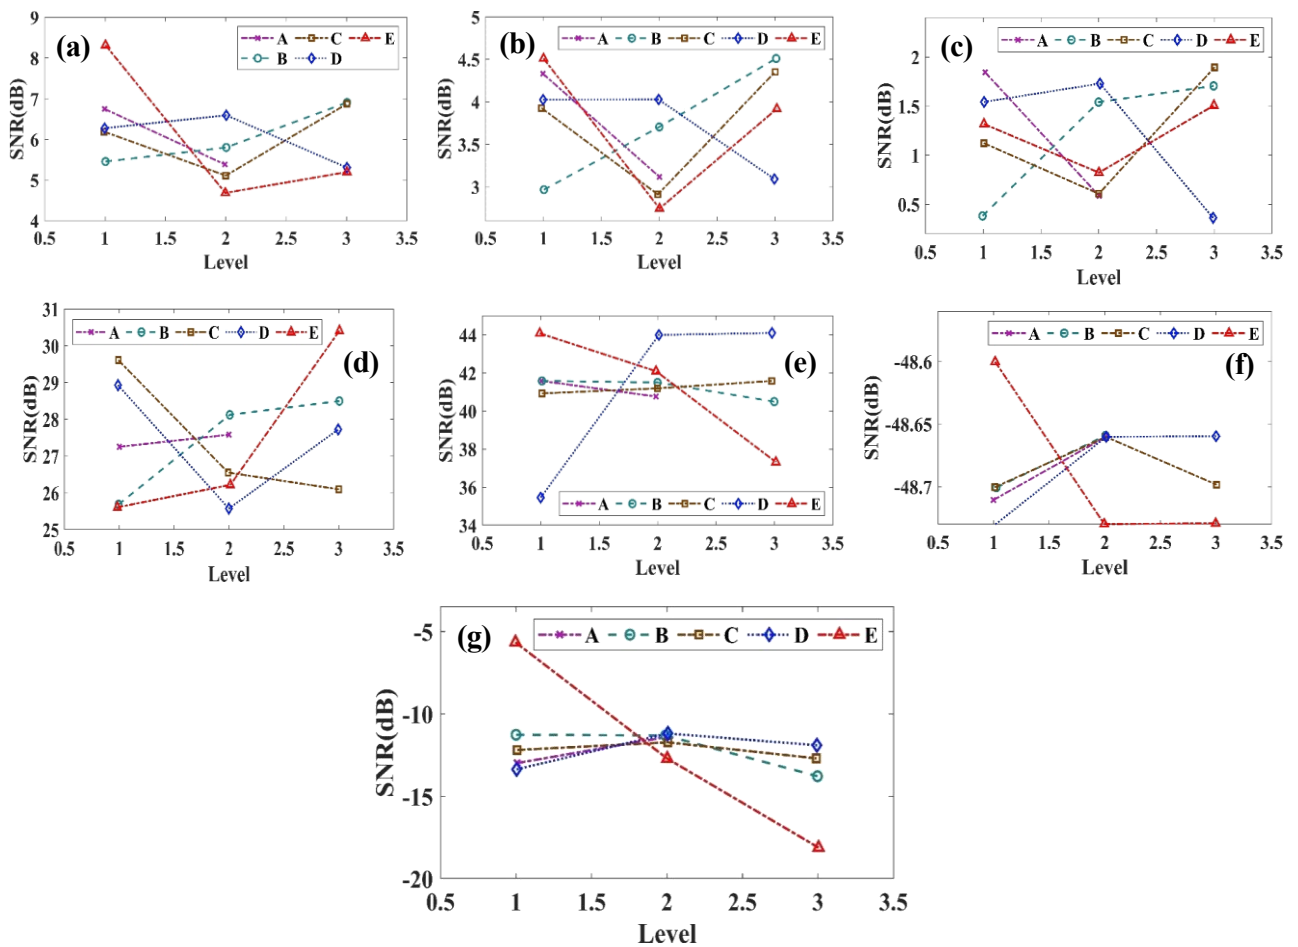 (a)
A C E
B D
SNR(dB)
9
8
7
6
5
4
0.5 1 1.5 2 2.5 3 3.5
Level
(b)
A B C D E
SNR(dB)
5
4.5
4
3.5
3
0.5 1 1.5 2 2.5 3 3.5
Level
(c)
A B C D E
SNR(dB)
2
1.5
1
0.5
0.5 1 1.5 2 2.5 3 3.5
Level
(d)
A B C D E
SNR(dB)
31
30
29
28
27
26
25
0.5 1 1.5 2 2.5 3 3.5
Level
(e)
SNR(dB)
44
42
40
38
36
34
A B C D E
0.5 1 1.5 2 2.5 3 3.5
Level
(f)
A B C D E
SNR(dB)
-48.6
-48.65
-48.7
0.5 1 1.5 2 2.5 3 3.5
Level
(g)
A B C D E
SNR(dB)
-5
-10
-15
-20
0.5 1 1.5 2 2.5 3 3.5
Level